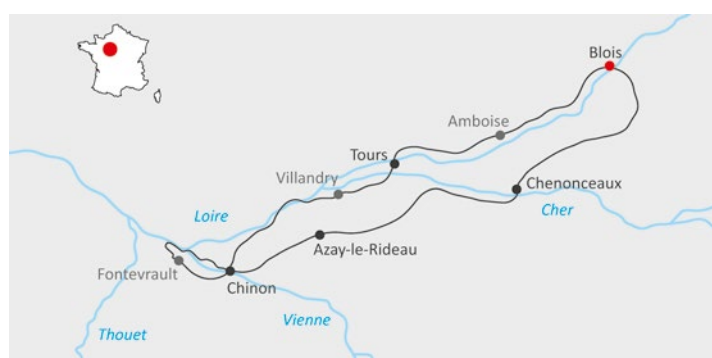 Blois
Amboise
Tours
Villandry
Chenonceaux
Cher
Loire
Azay-le-Rideau
Fontevrault
Chinon
Vienne
Thouet